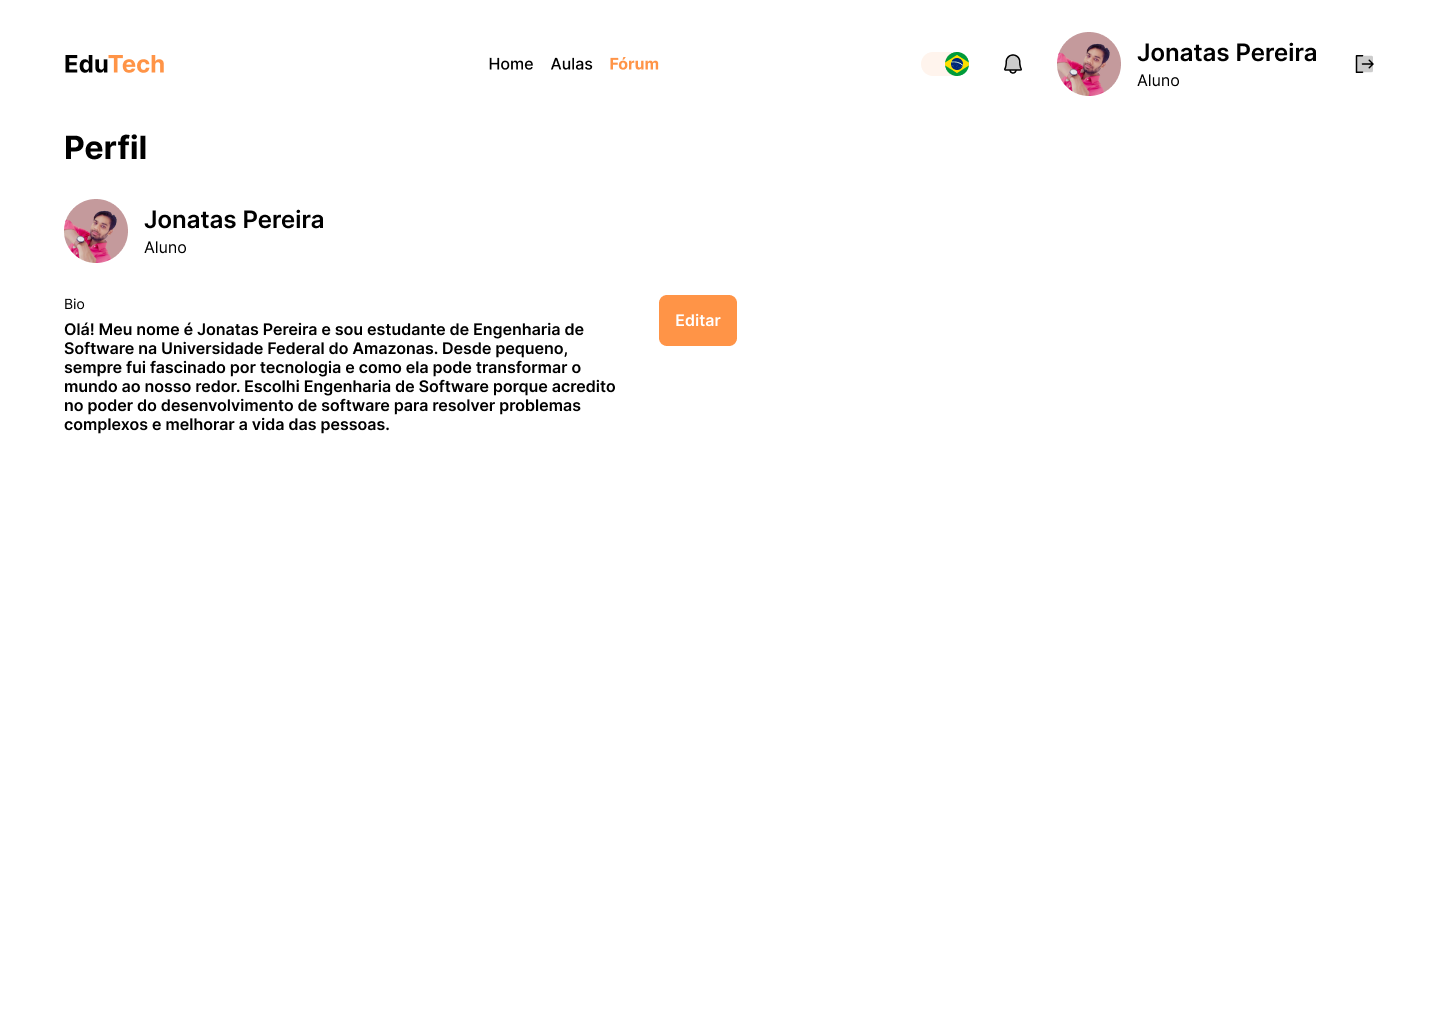 EduTech
Home Aulas Fórum
Jonatas Pereira
Aluno
Perfil
Jonatas Pereira
Aluno
Bio
Olá! Meu nome é Jonatas Pereira e sou estudante de Engenharia de
Software na Universidade Federal do Amazonas. Desde pequeno,
sempre fui fascinado por tecnologia e como ela pode transformar o
mundo ao nosso redor. Escolhi Engenharia de Software porque acredito
no poder do desenvolvimento de software para resolver problemas
complexos e melhorar a vida das pessoas.
Editar